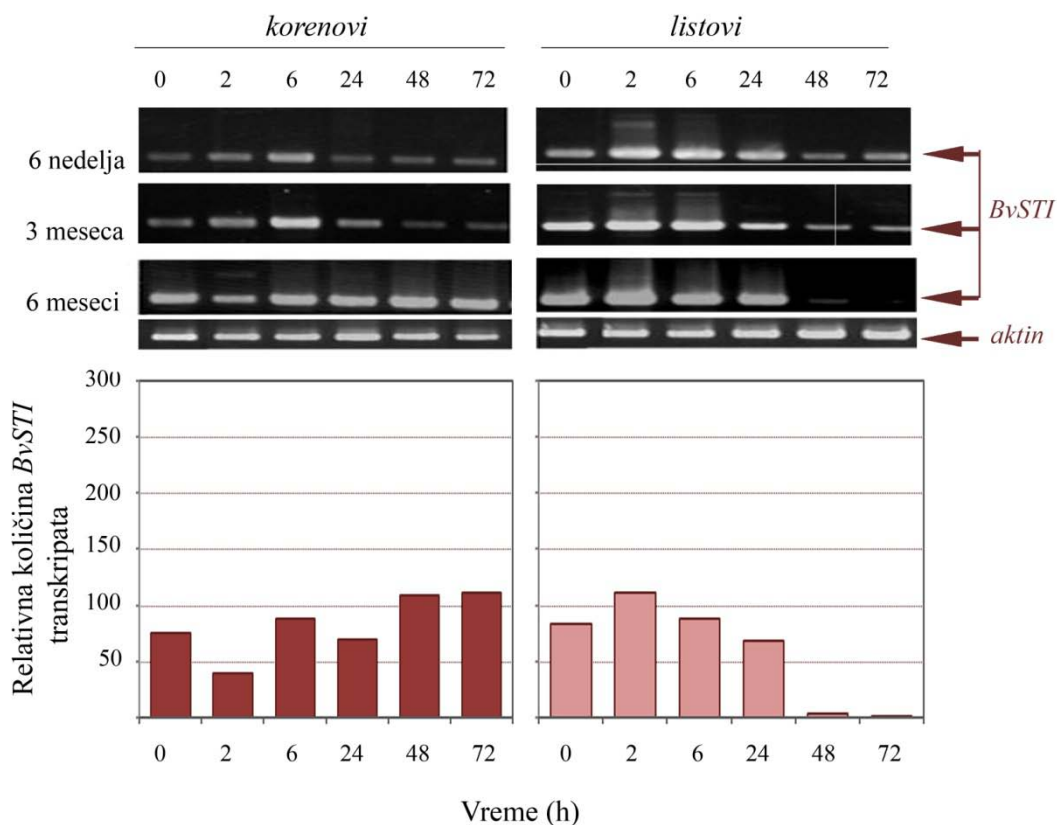 korenovi listovi
0 2 6 24 48 72 0 2 6 24 48 72
6 nedelja
3 meseca
BvSTI
6 meseci
aktin
Relativna količina BvSTI
transkripata
300
250
200
150
100
50
0 2 6 24 48 72 0 2 6 24 48 72
Vreme (h)